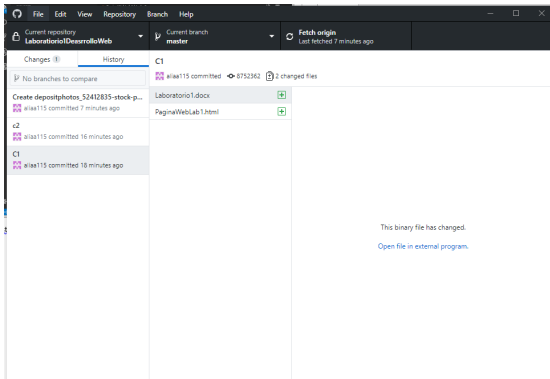 File Edit View Repository Branch Help
Current repository
Laboratiorio1DeasrrolloWeb
Current branch
master
Fetch origin
Last fetched 7 minutes ago
Changes 1 History
No branches to compare
Create depositphotos_52412835-stock-p...
aliaa115 committed 7 minutes ago
c2
aliaa115 committed 16 minutes ago
C1
aliaa115 committed 18 minutes ago
C1
aliaa115 committed 8752362 2 changed files
Laboratorio1.docx
PaginaWebLab1.html
This binary file has changed.
Open file in external program.